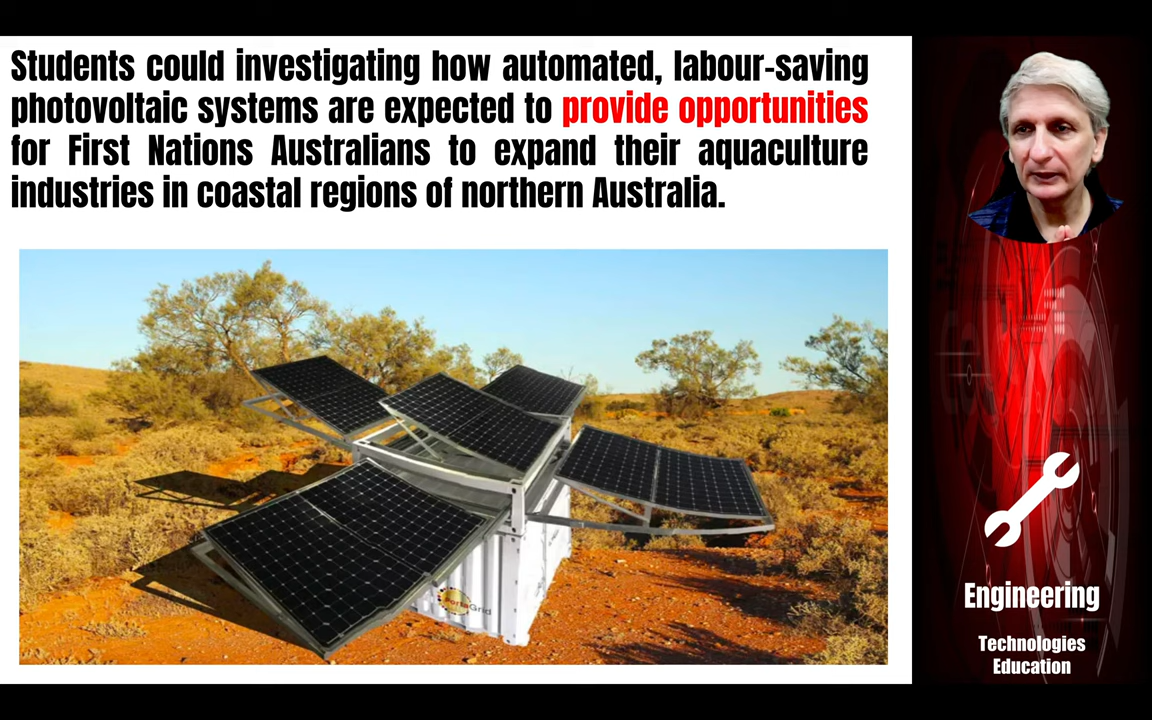 Students could investigating how automated, labour-saving
photovoltaic systems are expected to provide opportunities
for First Nations Australians to expand their aquaculture
industries in coastal regions of northern Australia.
PortaGrid
Engineering
Technologies
Education